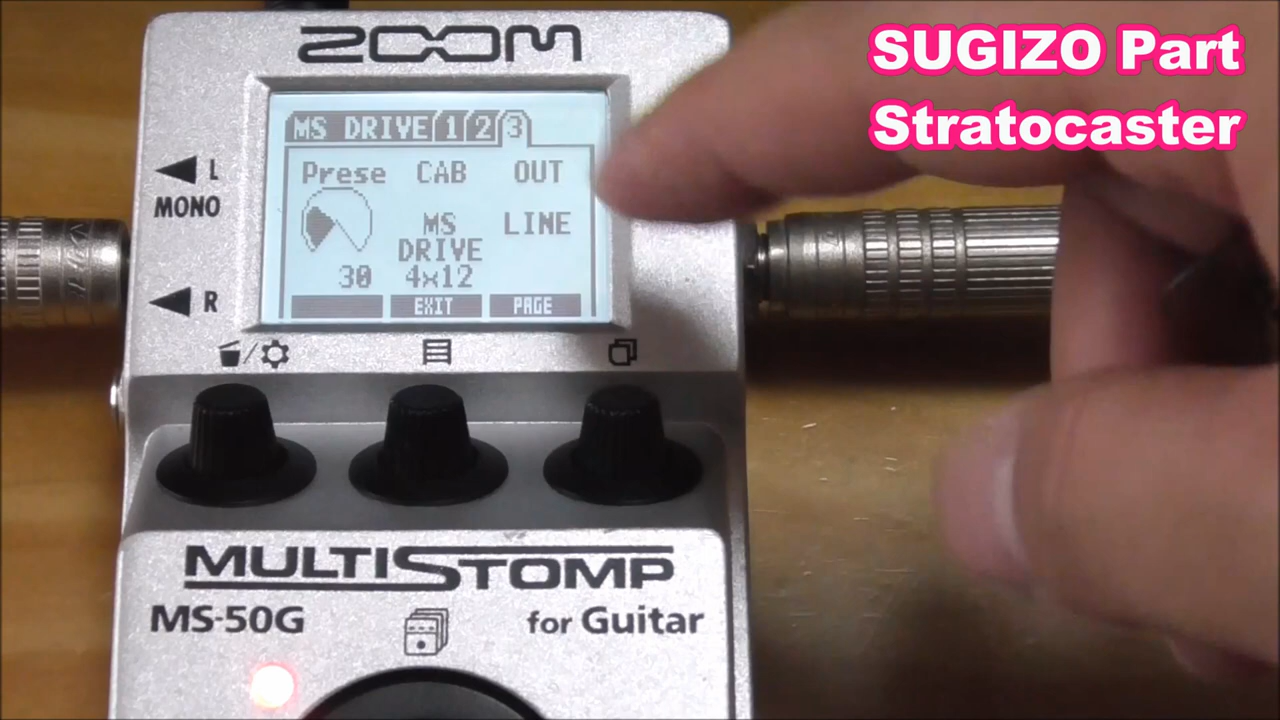 SUGIZO Part
Stratocaster
ZOOM
MS DRIVE 1 2 3
Prese CAB OUT
MS
DRIVE
4x12
LINE
30
EXIT PAGE
L
MONO
R
MULTISTOMP
MS-50G
for Guitar